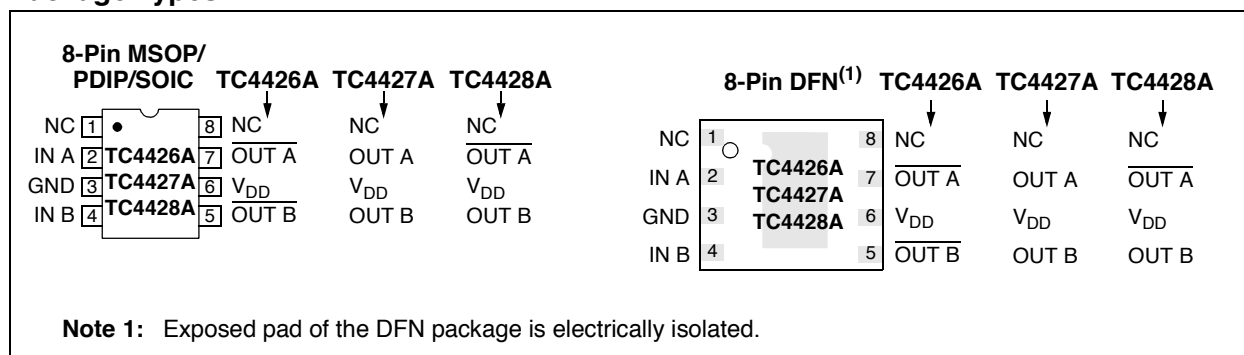 8-Pin MSOP/
PDIP/SOIC TC4426A TC4427A TC4428A
NC 1 8 NC NC NC
IN A 2 TC4426A 7 OUT A OUT A OUT A
GND 3 TC4427A 6 VDD VDD VDD
IN B 4 TC4428A 5 OUT B OUT B OUT B
8-Pin DFN(1) TC4426A TC4427A TC4428A
NC 1 8 NC NC NC
IN A 2 TC4426A 7 OUT A OUT A OUT A
TC4427A
GND 3 TC4428A 6 VDD VDD VDD
IN B 4 5 OUT B OUT B OUT B
Note 1: Exposed pad of the DFN package is electrically isolated.